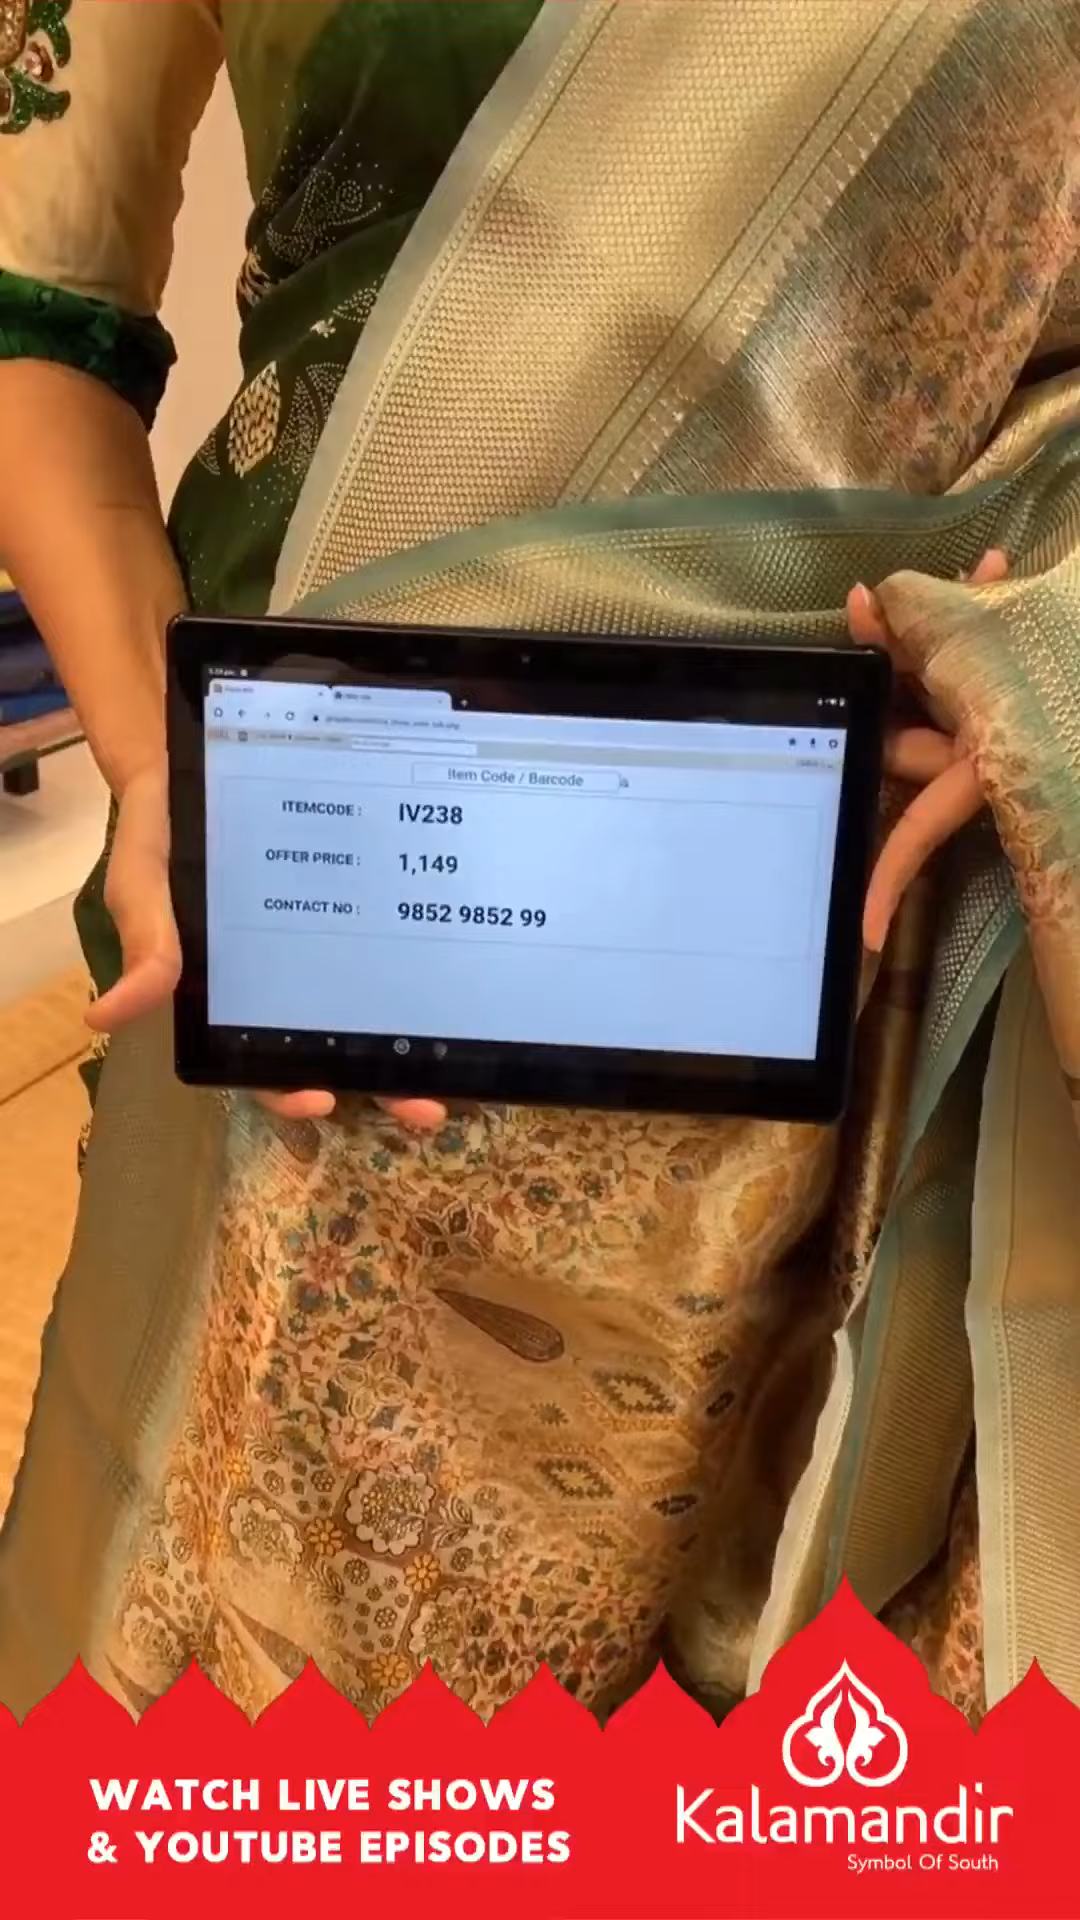 Item Code / Barcode
ITEMCODE : IV238
OFFER PRICE : 1,149
CONTACT NO : 9852 9852 99
WATCH LIVE SHOWS
& YOUTUBE EPISODES
Kalamandir
Symbol Of South